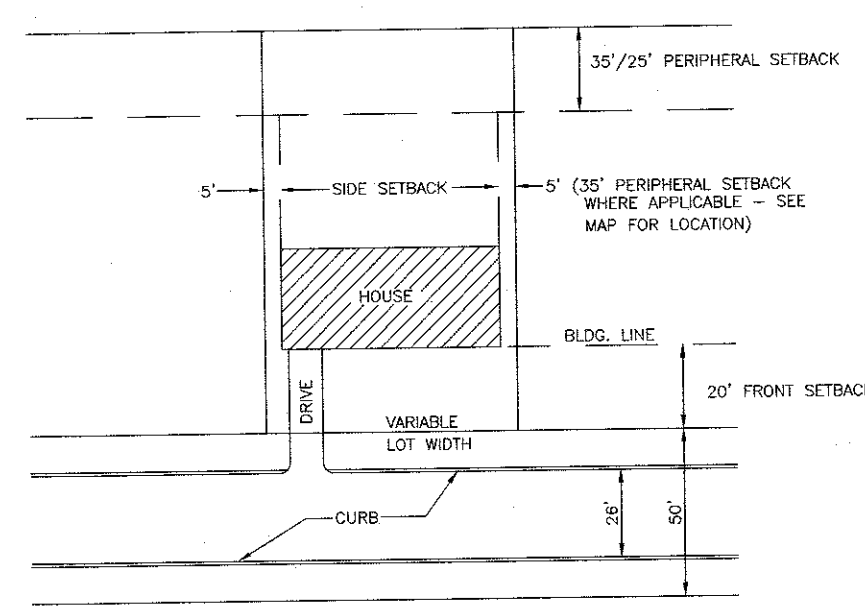 35'/25' PERIPHERAL SETBACK
5'
SIDE SETBACK
5' (35' PERIPHERAL SETBACK
WHERE APPLICABLE – SEE
MAP FOR LOCATION)
HOUSE
BLDG. LINE
DRIVE
20' FRONT SETBACK
VARIABLE
LOT WIDTH
CURB
26'
50'